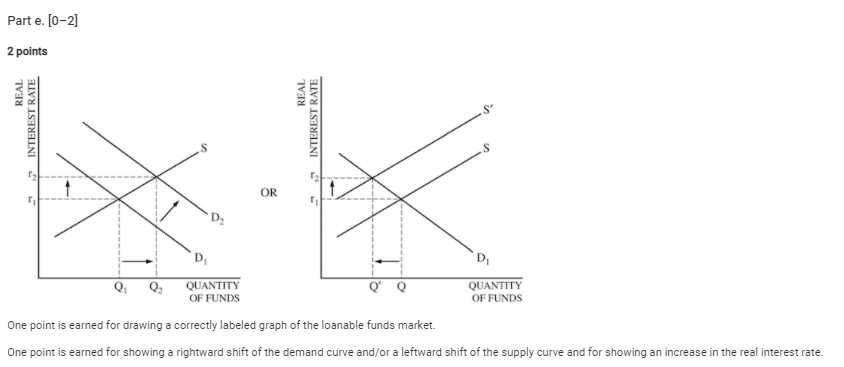 Part e. [0–2]
2 points
REAL
INTEREST RATE
r₂
r₁
S
D₂
D₁
Q₁ Q₂ QUANTITY
OF FUNDS
OR
REAL
INTEREST RATE
r₂
r₁
S′
S
D₁
Q′ Q QUANTITY
OF FUNDS
One point is earned for drawing a correctly labeled graph of the loanable funds market.
One point is earned for showing a rightward shift of the demand curve and/or a leftward shift of the supply curve and for showing an increase in the real interest rate.